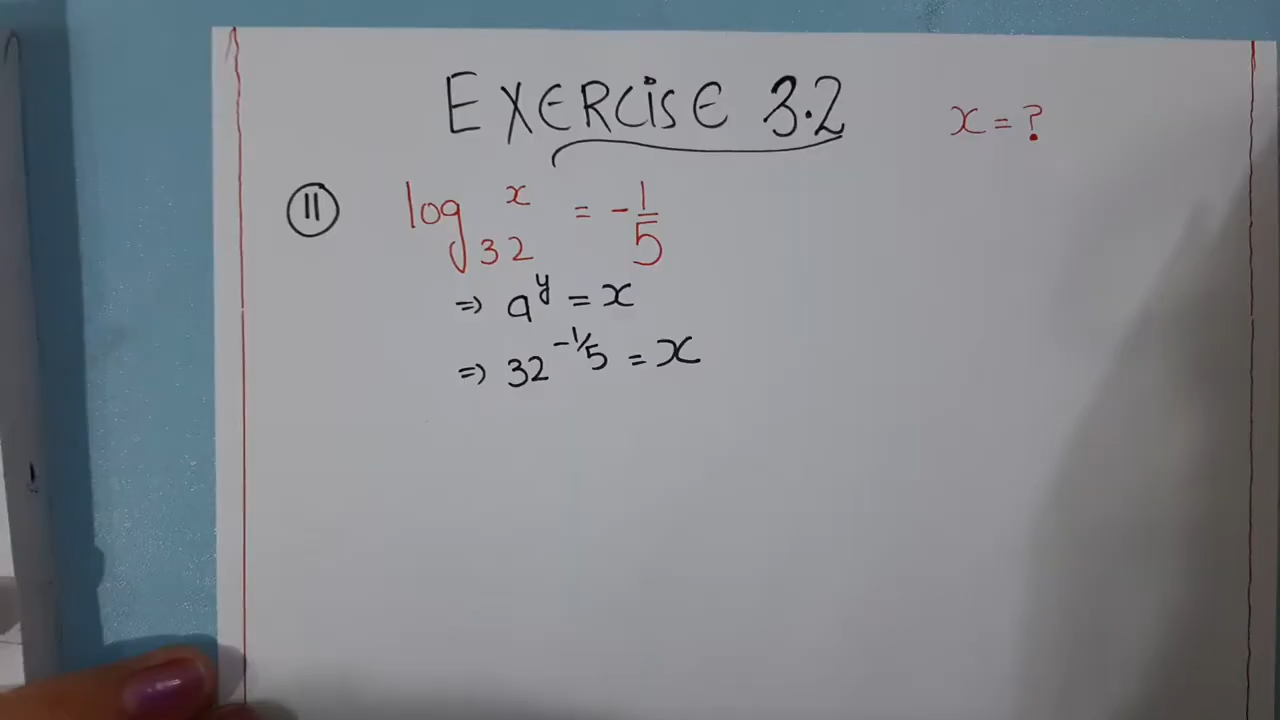 EXERCISE 3.2
x = ?
⑪ log₃₂ x = -1/5
⇒ a^y = x
⇒ 32^(-1/5) = x